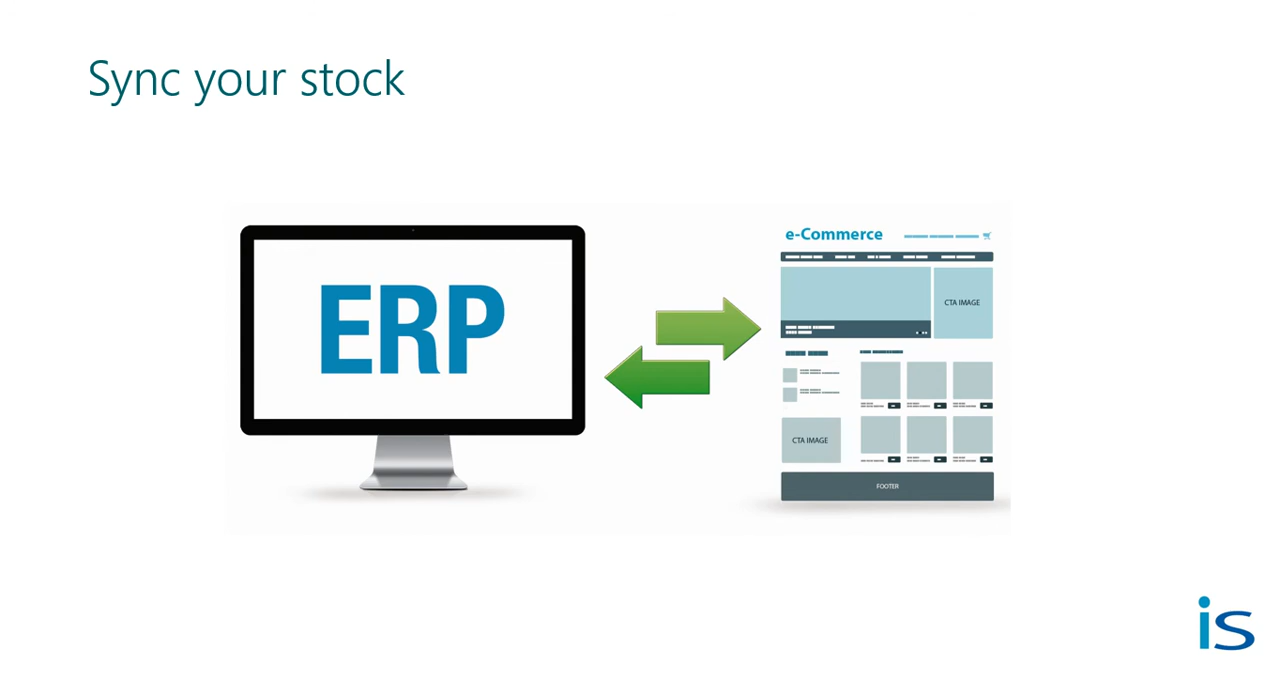 Sync your stock
ERP
e-Commerce
CTA IMAGE
CTA IMAGE
FOOTER
is